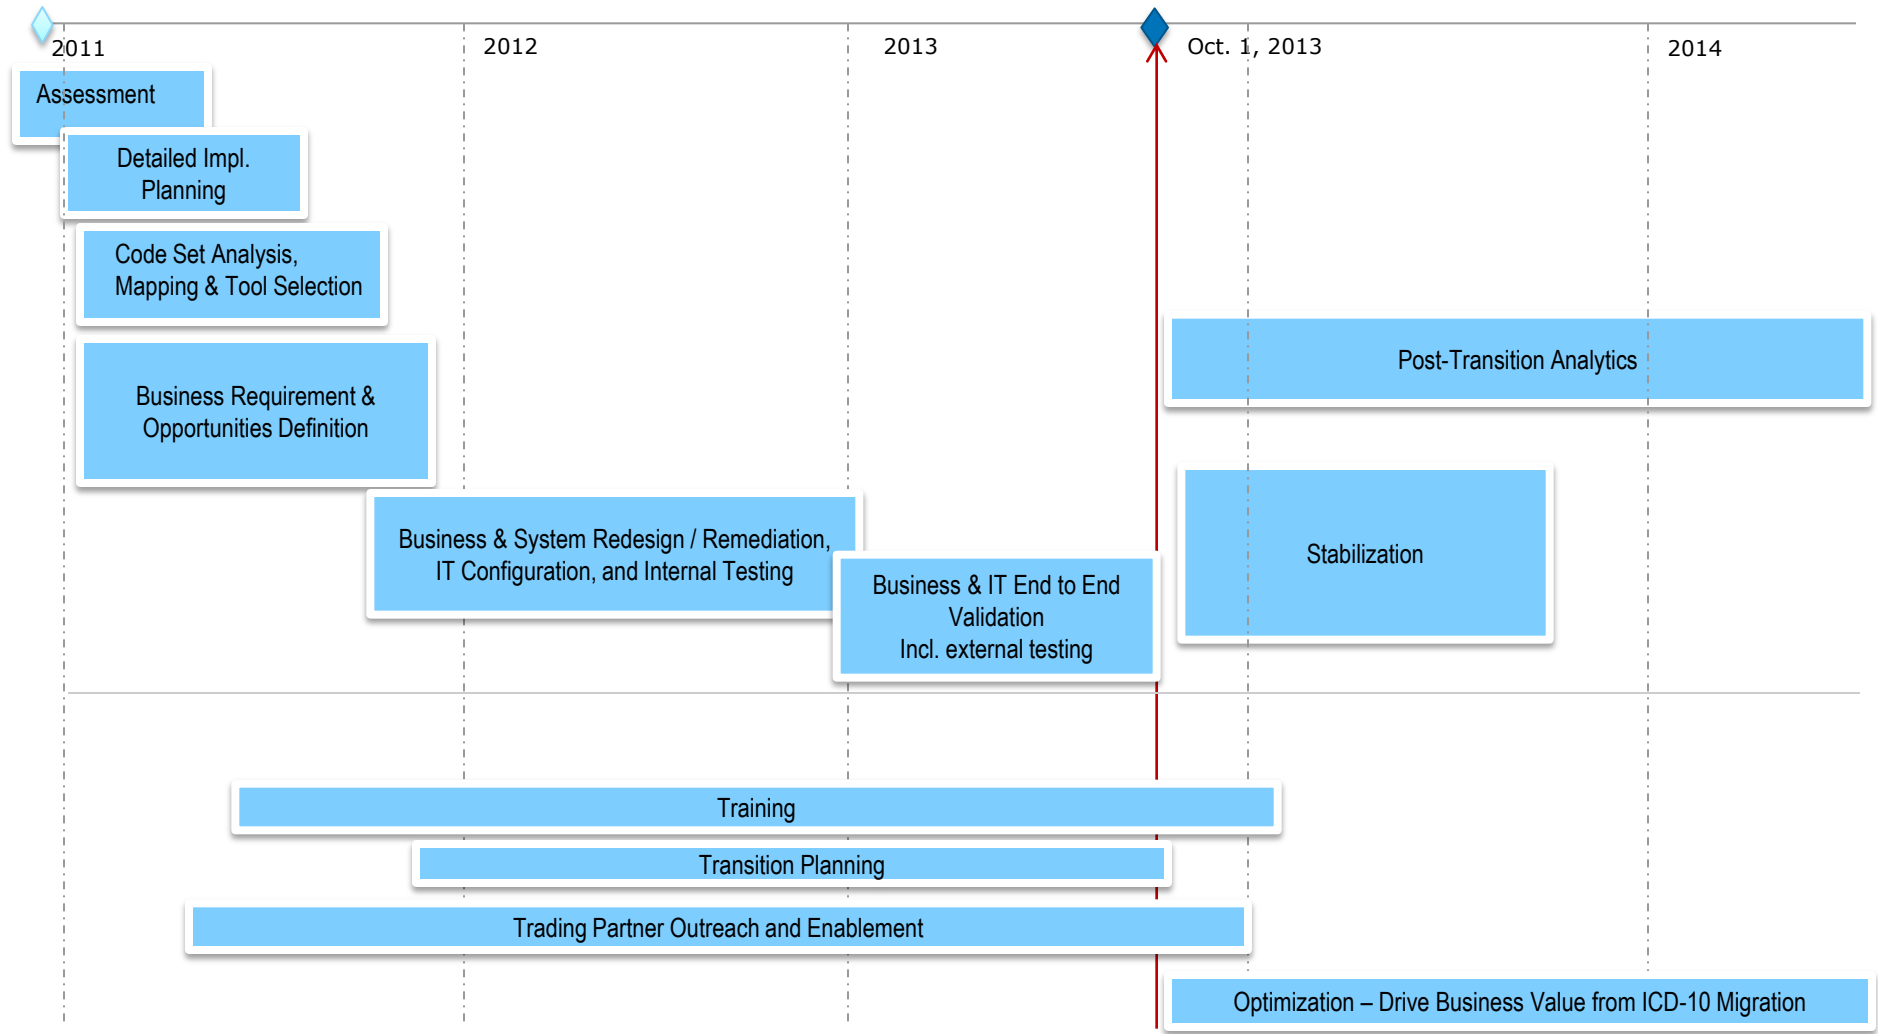 2011
2012
2013
Oct. 1, 2013
2014
Assessment
Detailed Impl.
Planning
Code Set Analysis,
Mapping & Tool Selection
Post-Transition Analytics
Business Requirement &
Opportunities Definition
Business & System Redesign / Remediation,
IT Configuration, and Internal Testing
Stabilization
Business & IT End to End
Validation
Incl. external testing
Training
Transition Planning
Trading Partner Outreach and Enablement
Optimization – Drive Business Value from ICD-10 Migration